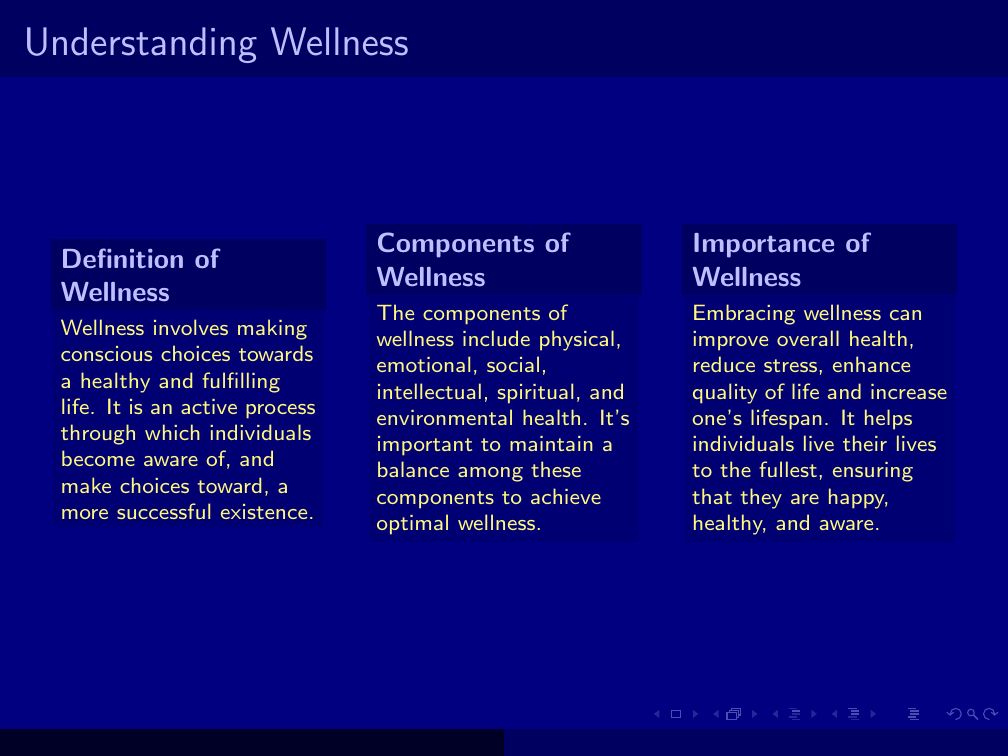 Understanding Wellness
Definition of
Wellness
Wellness involves making
conscious choices towards
a healthy and fulfilling
life. It is an active process
through which individuals
become aware of, and
make choices toward, a
more successful existence.
Components of
Wellness
The components of
wellness include physical,
emotional, social,
intellectual, spiritual, and
environmental health. It's
important to maintain a
balance among these
components to achieve
optimal wellness.
Importance of
Wellness
Embracing wellness can
improve overall health,
reduce stress, enhance
quality of life and increase
one's lifespan. It helps
individuals live their lives
to the fullest, ensuring
that they are happy,
healthy, and aware.